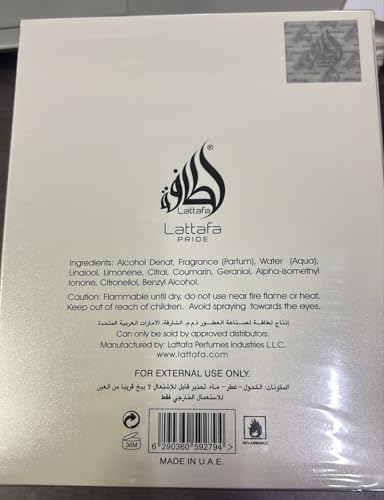 لطافة ®
Lattafa
Lattafa
PRIDE
Ingredients: Alcohol Denat, Fragrance (Parfum), Water (Aqua),
Linalool, Limonene, Citral, Coumarin, Geraniol, Alpha-isomethyl
Ionone, Citronellol, Benzyl Alcohol.
Caution: Flammable until dry, do not use near fire flame or heat,
Keep out of reach of children. Avoid spraying towards the eyes.
إنتاج لطافة لصناعة العطور ذ.م.م. الشارقة. الامارات العربية المتحدة
Can only be sold by approved distributors.
Manufactured by: Lattafa Perfumes Industries L.L.C.
www.lattafa.com
FOR EXTERNAL USE ONLY.
المكونات الكحول - عطر - ماء تحذير قابل للإشتعال لا يبخ قريبا من العين
للاستعمال الخارجي فقط
36M
6 290360 592794 >
INFLAMMABLE
MADE IN U.A.E.